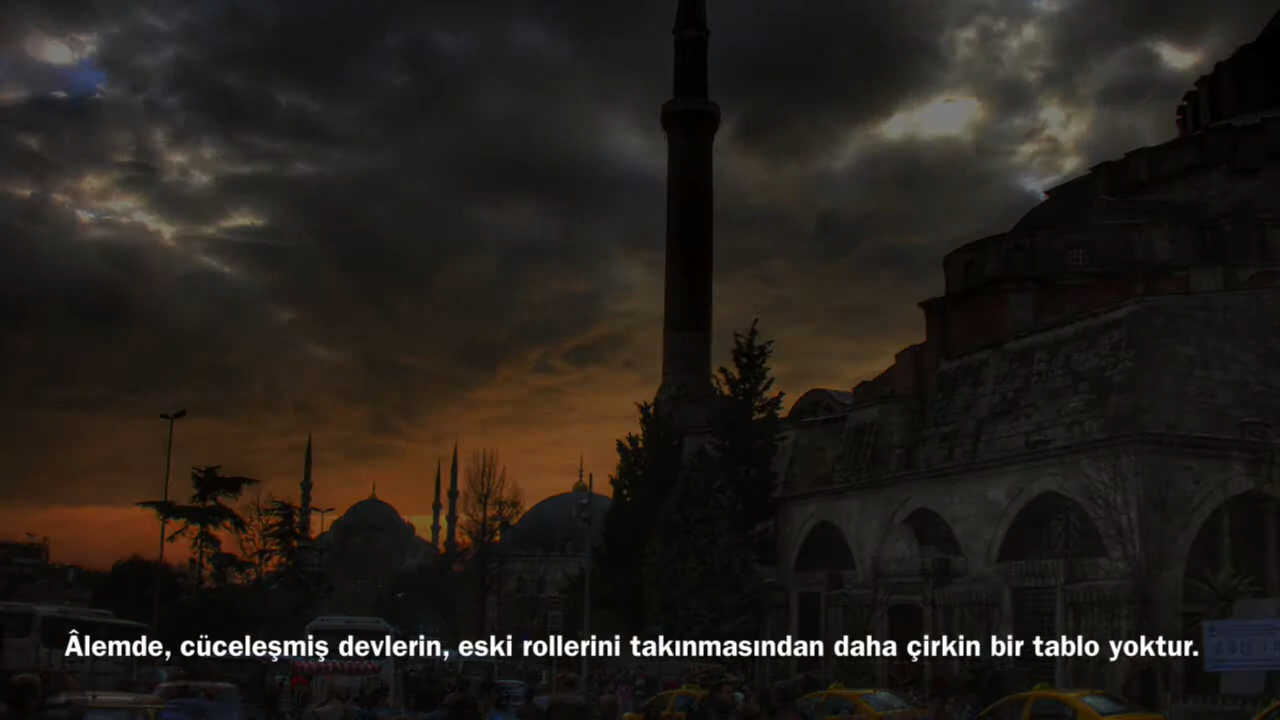 Âlemde, cüceleşmiş devlerin, eski rollerini takınmasından daha çirkin bir tablo yoktur.